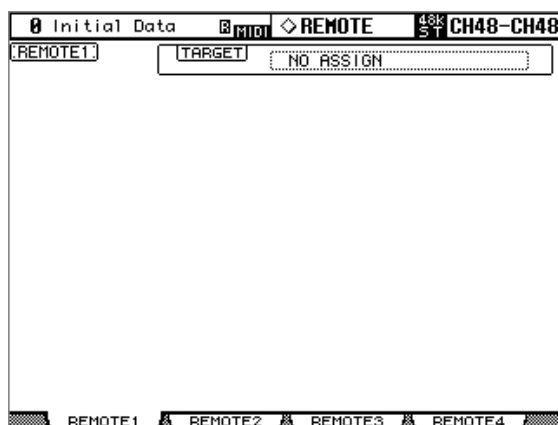 0 Initial Data R MIDI ◇ REMOTE 48k ST CH48-CH48
REMOTE1 TARGET NO ASSIGN
REMOTE1 REMOTE2 REMOTE3 REMOTE4